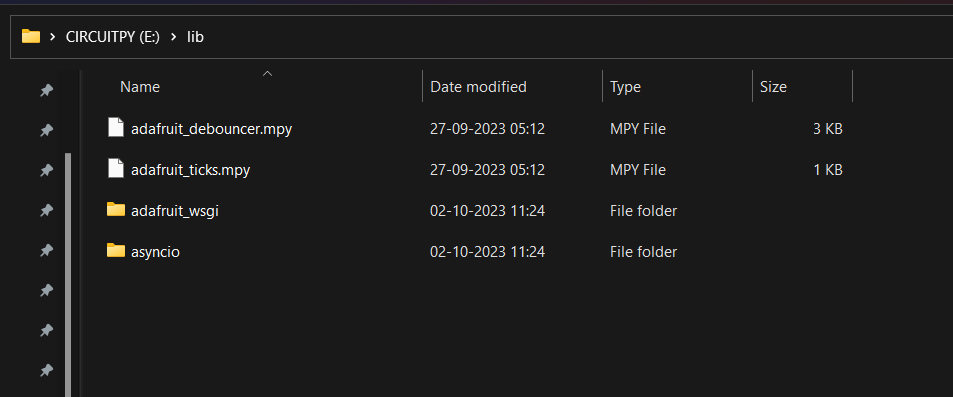 CIRCUITPY (E:) lib
Name Date modified Type Size
adafruit_debouncer.mpy 27-09-2023 05:12 MPY File 3 KB
adafruit_ticks.mpy 27-09-2023 05:12 MPY File 1 KB
adafruit_wsgi 02-10-2023 11:24 File folder
asyncio 02-10-2023 11:24 File folder